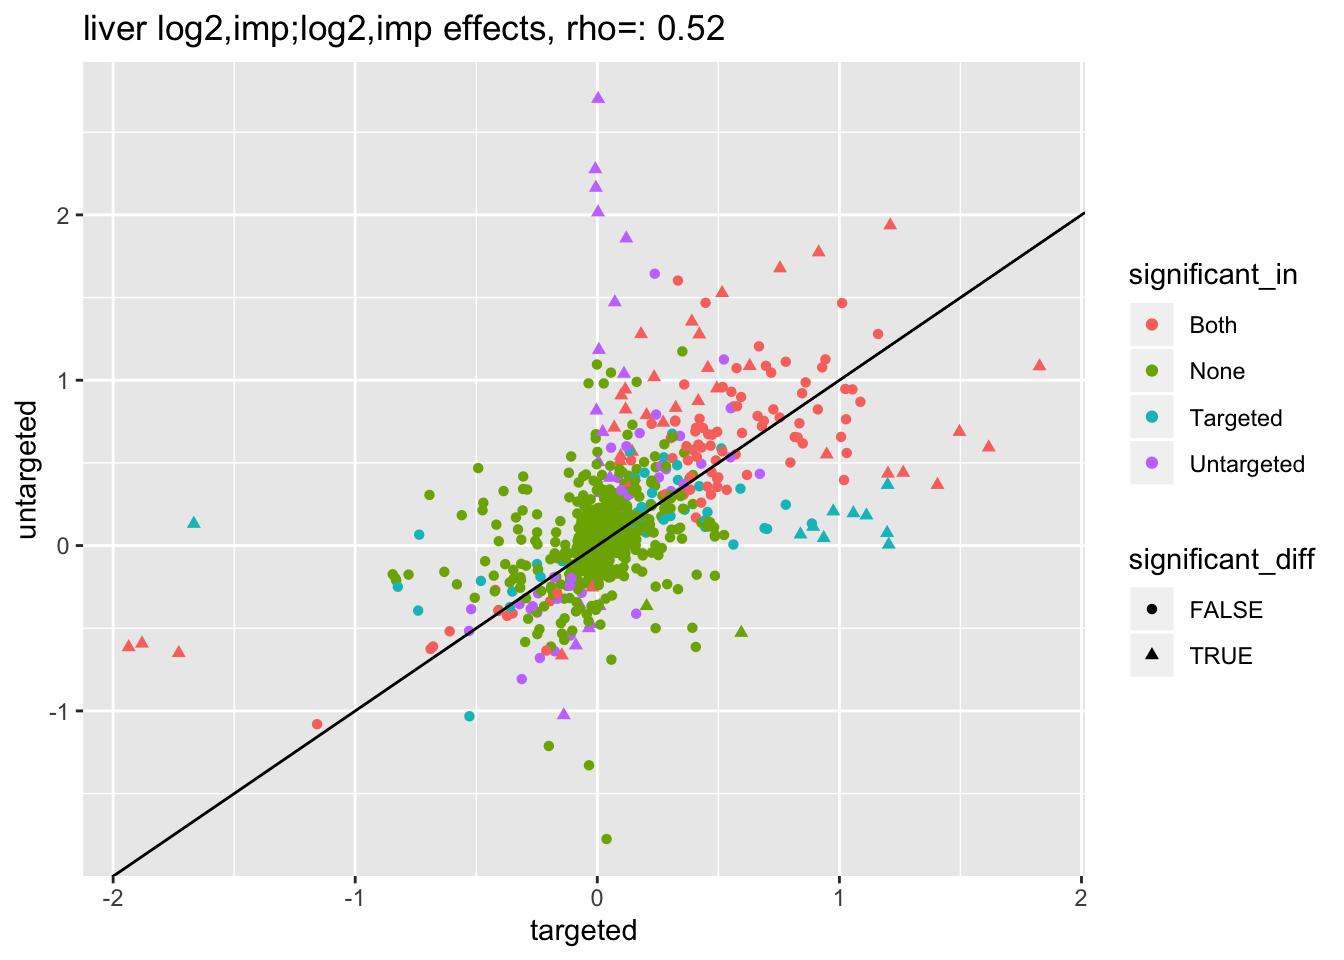 liver log2,imp;log2,imp effects, rho=: 0.52
untargeted
2
1
0
-1
-2
-1
0
1
2
targeted
significant_in
Both
None
Targeted
Untargeted
significant_diff
FALSE
TRUE